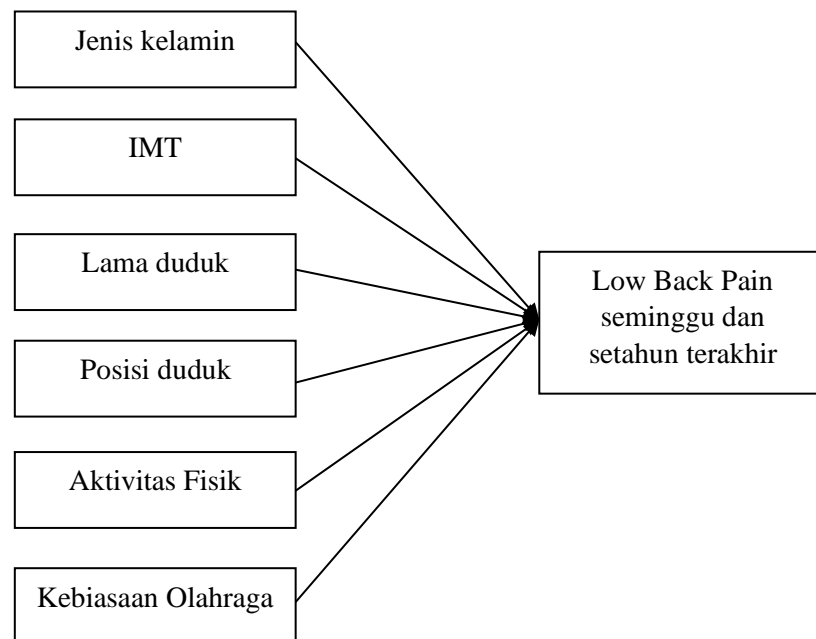 Jenis kelamin
IMT
Lama duduk
Posisi duduk
Aktivitas Fisik
Kebiasaan Olahraga
Low Back Pain
seminggu dan
setahun terakhir